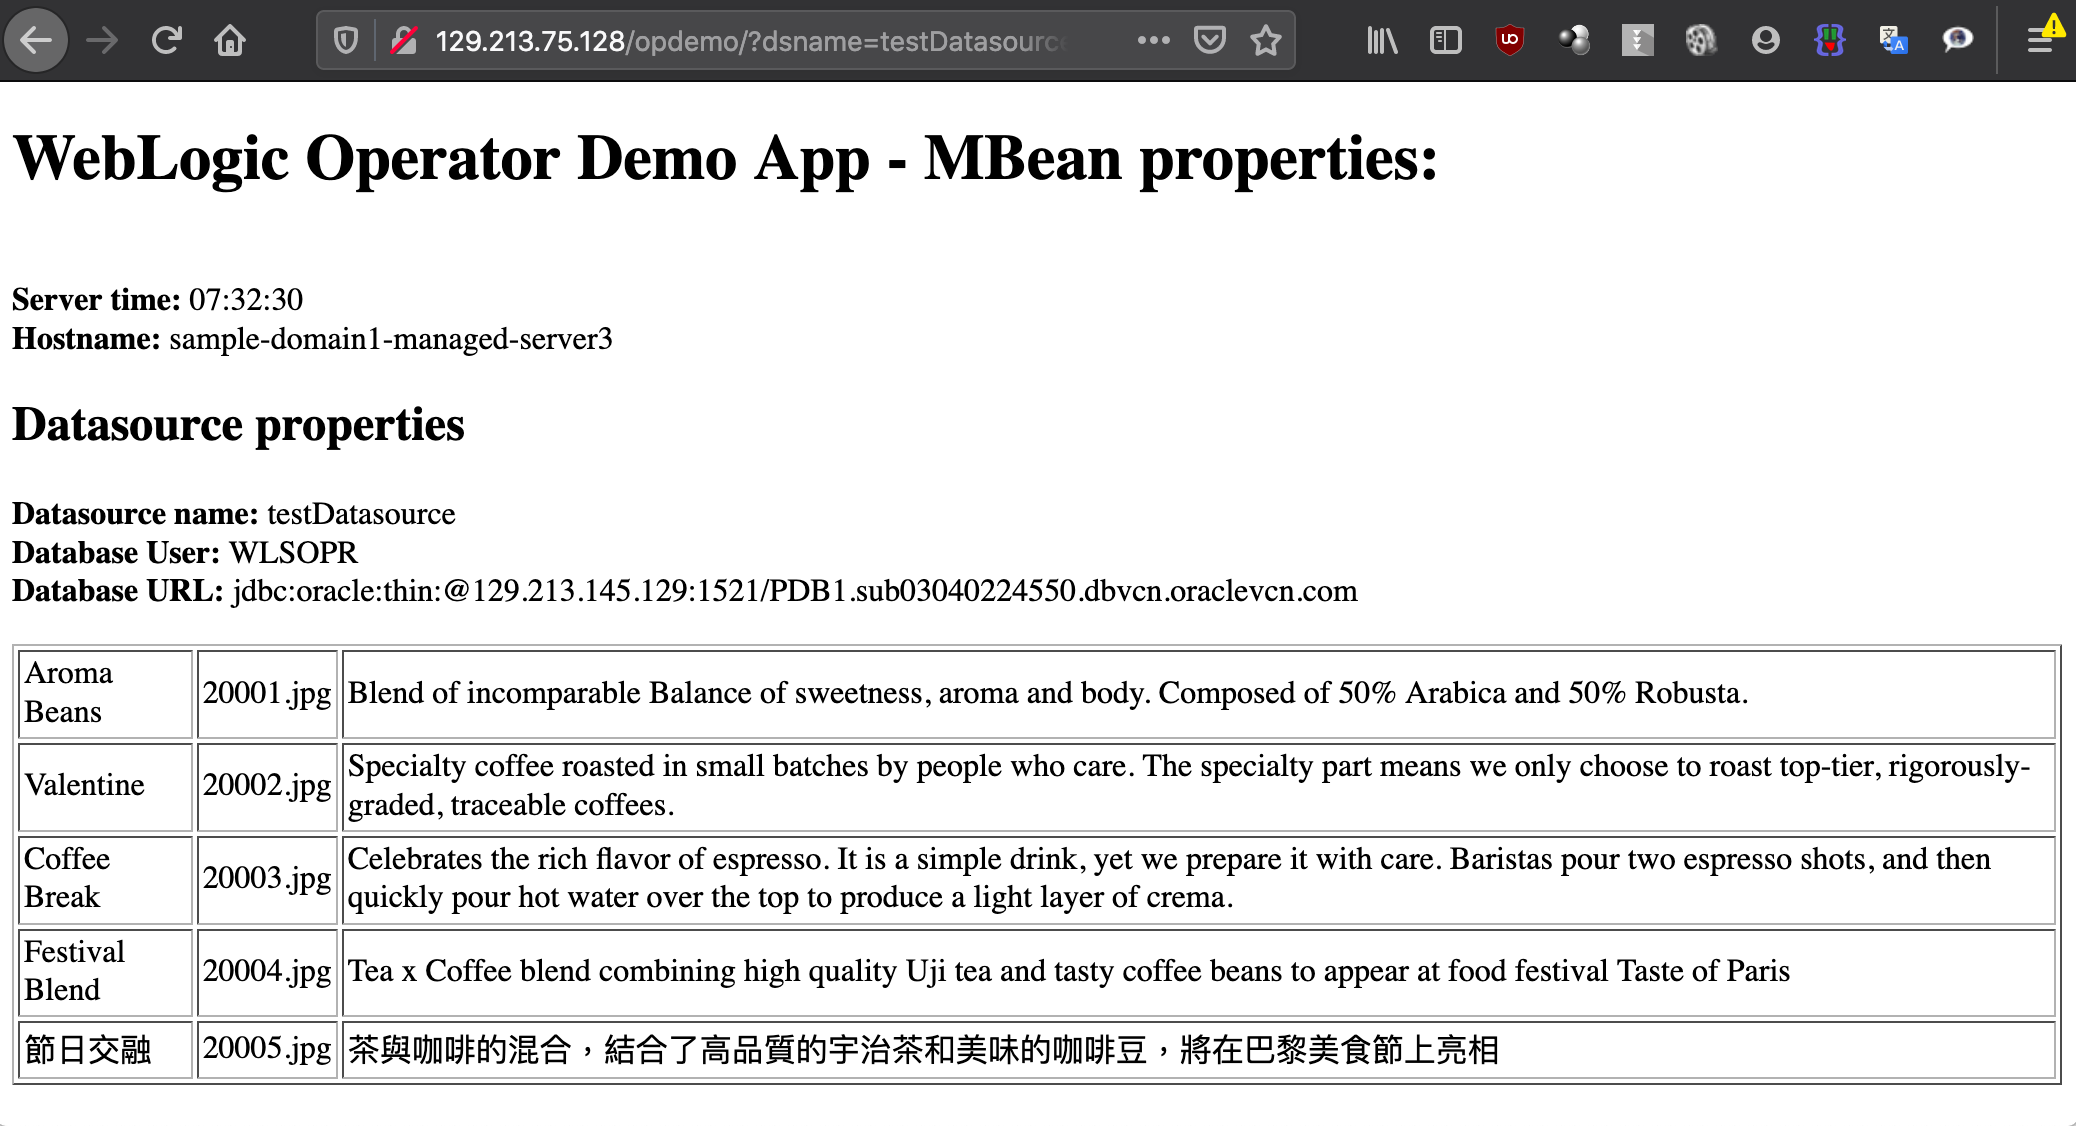 129.213.75.128/opdemo/?dsname=testDatasource
WebLogic Operator Demo App - MBean properties:
Server time: 07:32:30
Hostname: sample-domain1-managed-server3
Datasource properties
Datasource name: testDatasource
Database User: WLSOPR
Database URL: jdbc:oracle:thin:@129.213.145.129:1521/PDB1.sub03040224550.dbvcn.oraclevcn.com
Aroma
Beans
20001.jpg
Blend of incomparable Balance of sweetness, aroma and body. Composed of 50% Arabica and 50% Robusta.
Valentine
20002.jpg
Specialty coffee roasted in small batches by people who care. The specialty part means we only choose to roast top-tier, rigorously-
graded, traceable coffees.
Coffee
Break
20003.jpg
Celebrates the rich flavor of espresso. It is a simple drink, yet we prepare it with care. Baristas pour two espresso shots, and then
quickly pour hot water over the top to produce a light layer of crema.
Festival
Blend
20004.jpg
Tea x Coffee blend combining high quality Uji tea and tasty coffee beans to appear at food festival Taste of Paris
節日交融
20005.jpg
茶與咖啡的混合，結合了高品質的宇治茶和美味的咖啡豆，將在巴黎美食節上亮相